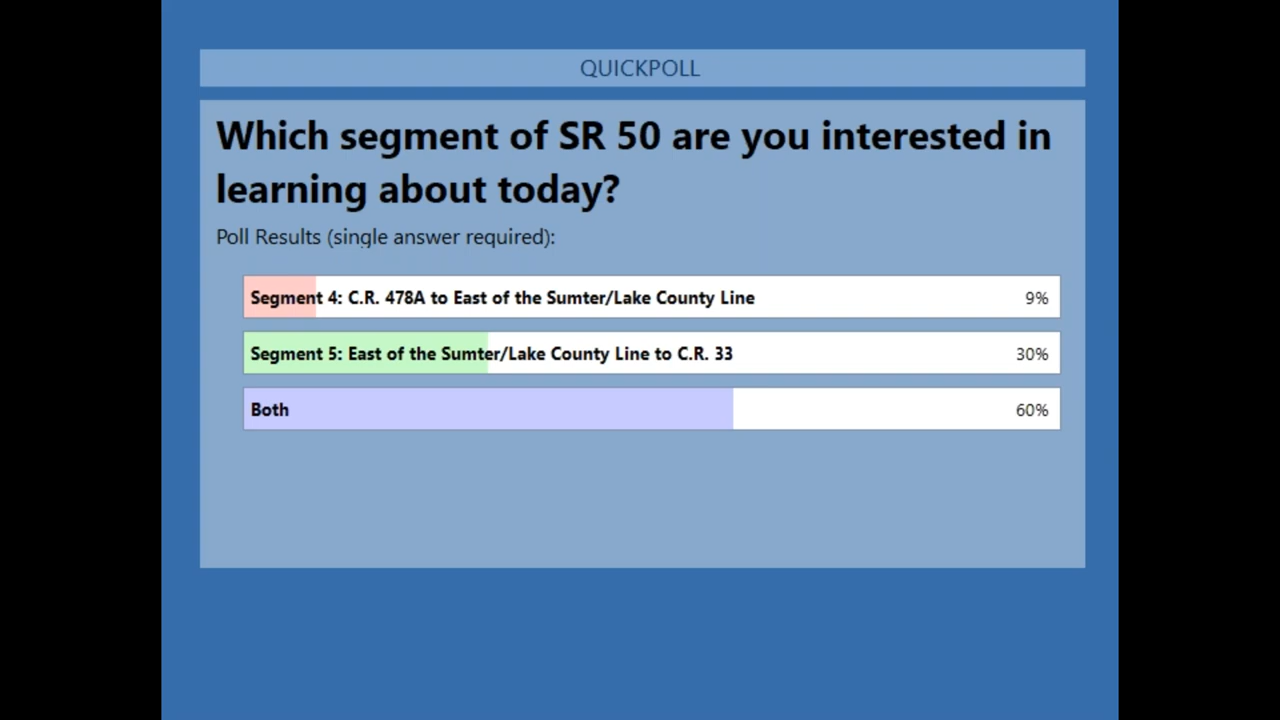 QUICKPOLL
Which segment of SR 50 are you interested in
learning about today?
Poll Results (single answer required):
Segment 4: C.R. 478A to East of the Sumter/Lake County Line 9%
Segment 5: East of the Sumter/Lake County Line to C.R. 33 30%
Both 60%